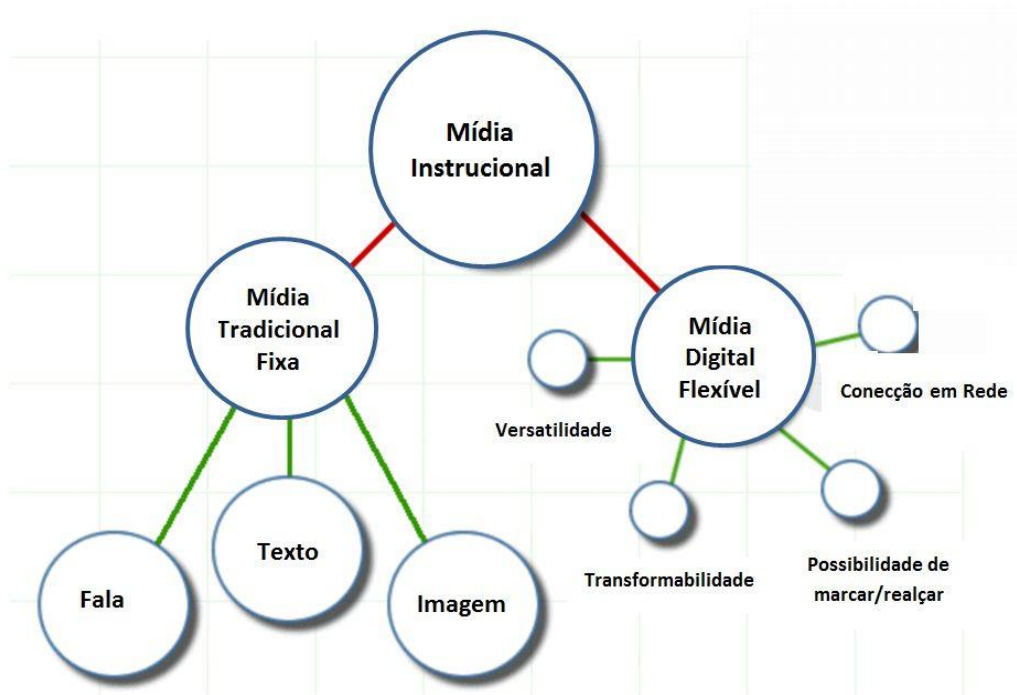 Mídia
Instrucional
Mídia
Tradicional
Fixa
Mídia
Digital
Flexível
Conecção em Rede
Versatilidade
Texto
Fala
Imagem
Transformabilidade
Possibilidade de
marcar/realçar